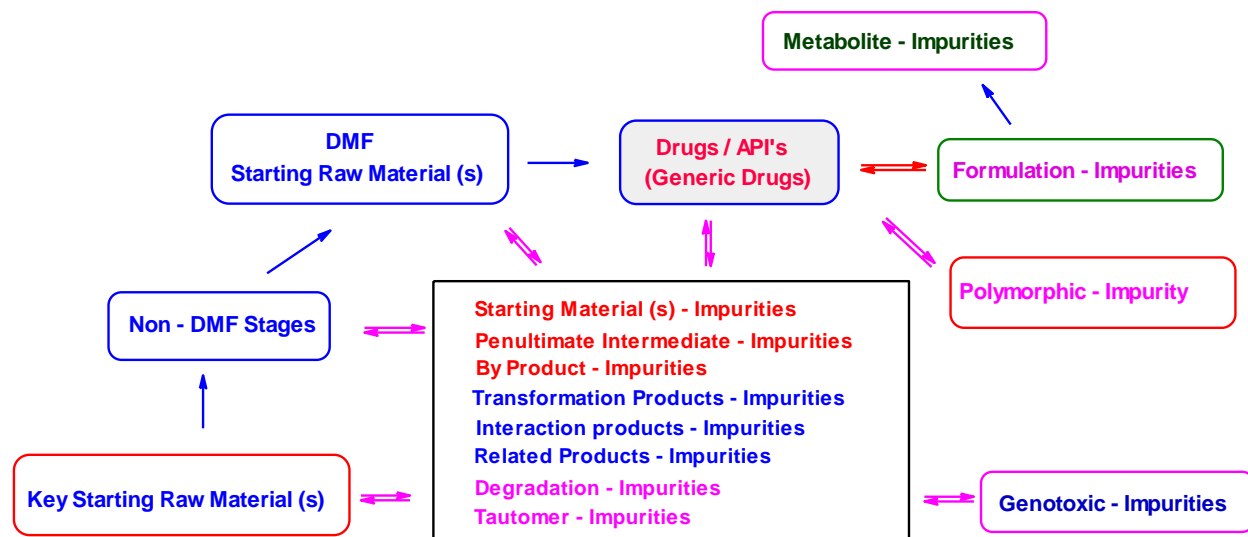 Metabolite - Impurities
DMF
Starting Raw Material (s)
Drugs / API's
(Generic Drugs)
Formulation - Impurities
Polymorphic - Impurity
Non - DMF Stages
Starting Material (s) - Impurities
Penultimate Intermediate - Impurities
By Product - Impurities
Transformation Products - Impurities
Interaction products - Impurities
Related Products - Impurities
Degradation - Impurities
Tautomer - Impurities
Key Starting Raw Material (s)
Genotoxic - Impurities